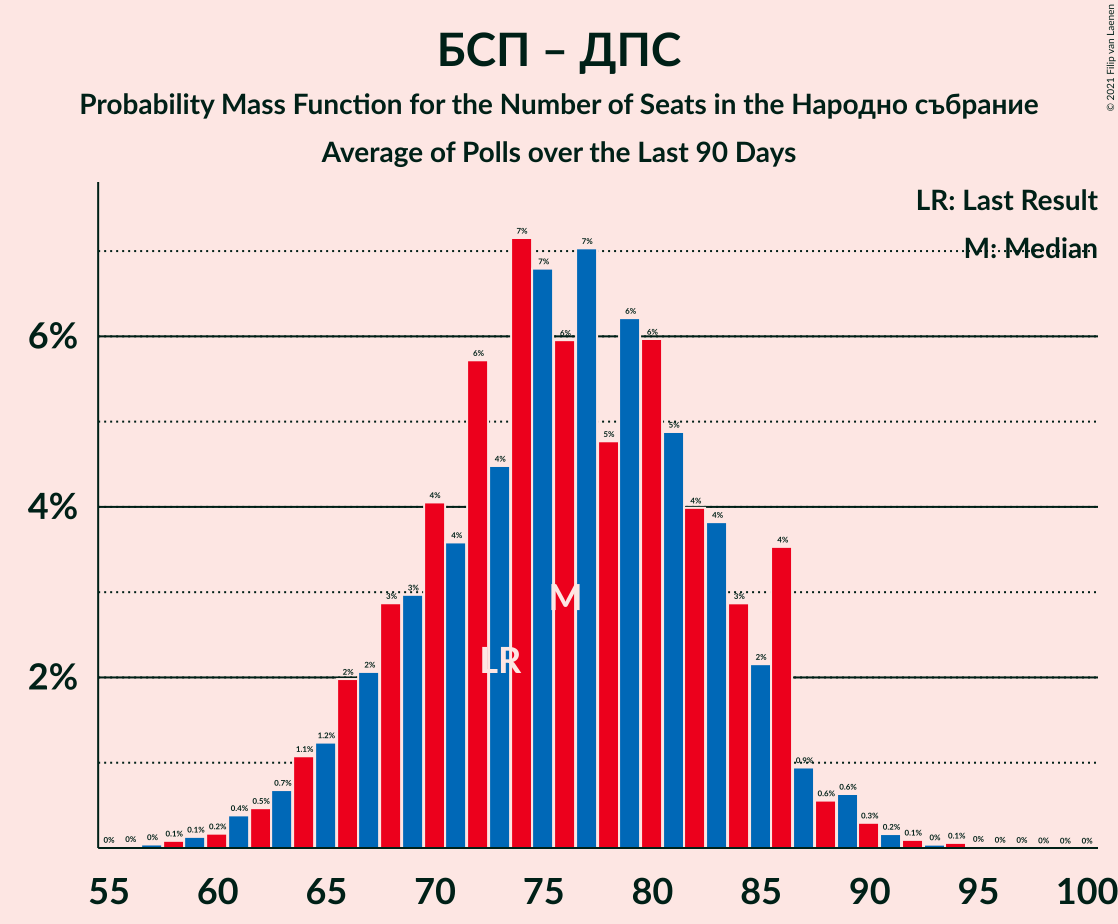 БСП – ДПС
Probability Mass Function for the Number of Seats in the Народно събрание
Average of Polls over the Last 90 Days
© 2021 Filip van Laenen
LR: Last Result
M: Median
6%
4%
2%
0% 0% 0% 0.1% 0.1% 0.2% 0.4% 0.5% 0.7% 1.1% 1.2% 2% 2% 3% 3% 4% 4% 6% 4% 7% 7% 6% 7% 5% 6% 6% 5% 4% 4% 3% 2% 4% 0.9% 0.6% 0.6% 0.3% 0.2% 0.1% 0% 0.1% 0% 0% 0% 0% 0% 0%
M
LR
55 60 65 70 75 80 85 90 95 100